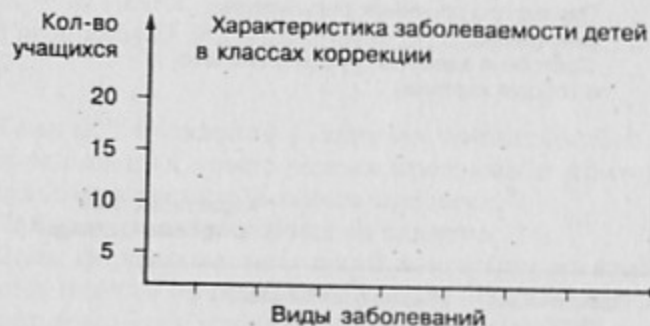 Кол-во
учащихся
Характеристика заболеваемости детей
в классах коррекции
20
15
10
5
Виды заболеваний